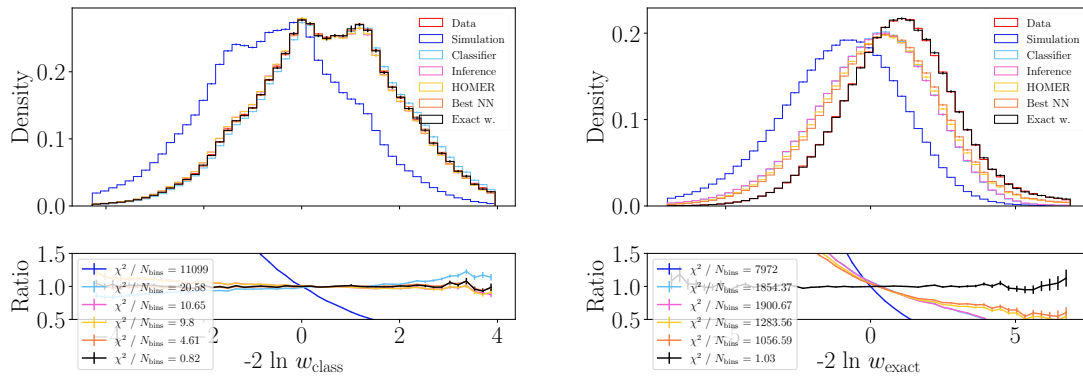 Density
0.2
0.0
Data
Simulation
Classifier
Inference
HOMER
Best NN
Exact w.
Ratio
1.5
1.0
0.5
χ² / N_bins = 11099
χ² / N_bins = 20.58
χ² / N_bins = 10.65
χ² / N_bins = 9.8
χ² / N_bins = 4.61
χ² / N_bins = 0.82
−2 0 2 4
-2 ln w_class
Density
0.2
0.1
0.0
Data
Simulation
Classifier
Inference
HOMER
Best NN
Exact w.
Ratio
1.5
1.0
0.5
χ² / N_bins = 7972
χ² / N_bins = 1854.37
χ² / N_bins = 1900.67
χ² / N_bins = 1283.56
χ² / N_bins = 1056.59
χ² / N_bins = 1.03
0 5
-2 ln w_exact